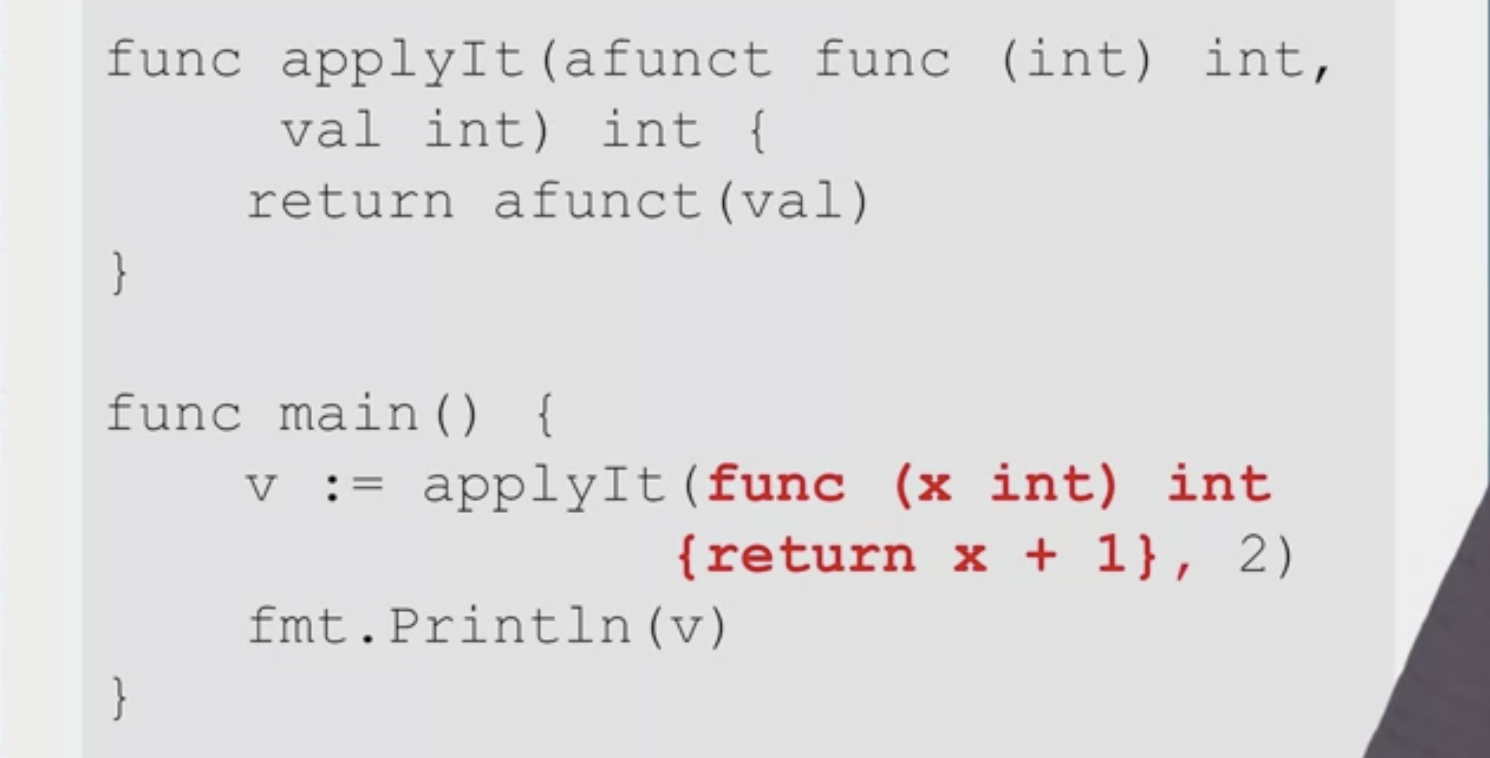 func applyIt(afunct func (int) int,
val int) int {
return afunct(val)
}
func main() {
v := applyIt(func (x int) int
{return x + 1}, 2)
fmt.Println(v)
}